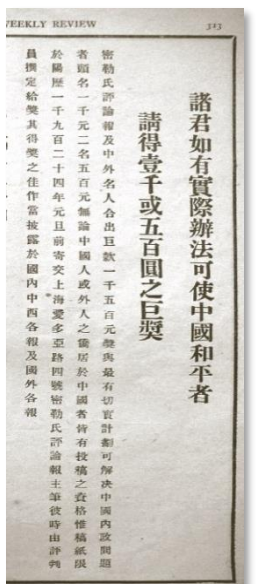 WEEKLY REVIEW
313
諸君如有實際辦法可使中國和平者
請得壹千或五百圓之巨獎
密勒氏評論報及中外名人合出巨款一千五百元獎與最有切實計劃可解決中國內政問題
者頭名一千元二名五百元無論中國人或外人之僑居於中國者皆有投稿之資格惟稿紙限
於陽歷一千九百二十四年元旦前寄交上海愛多亞路四號密勒氏評論報主筆彼時由評判
員撰定給獎其得獎之佳作當披露於國內中西各報及國外各報